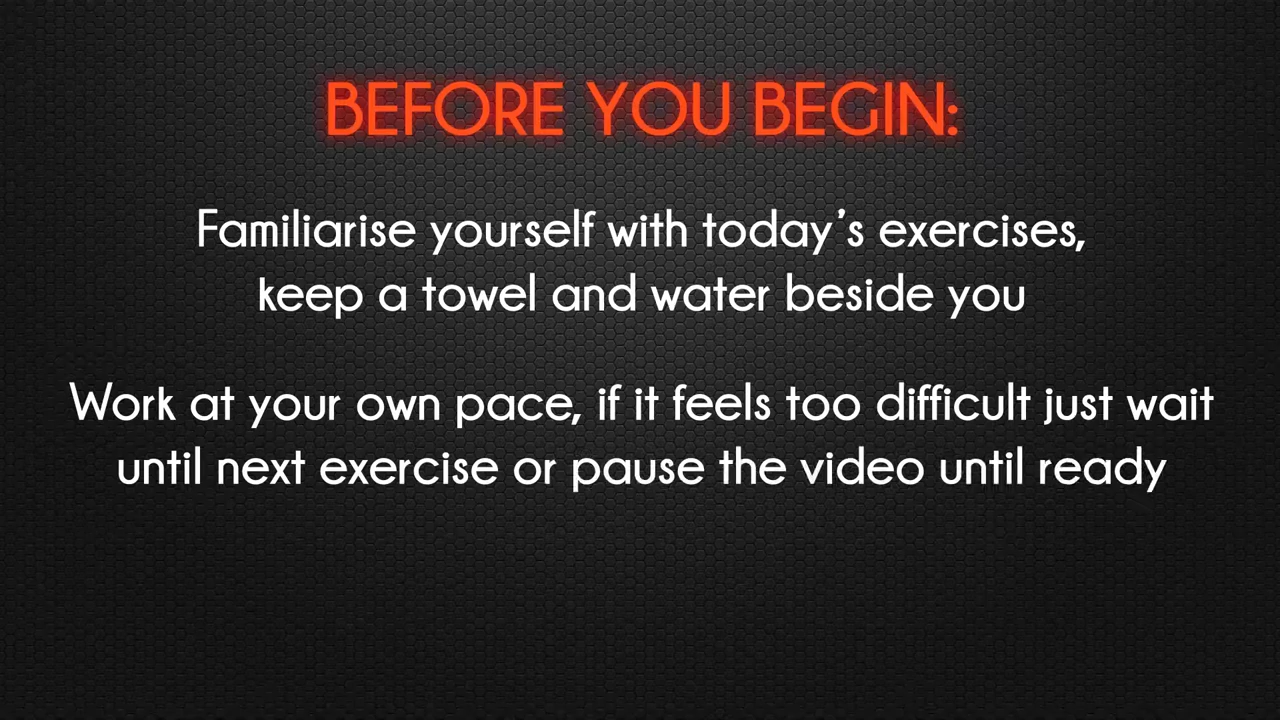 BEFORE YOU BEGIN:
Familiarise yourself with today's exercises,
keep a towel and water beside you
Work at your own pace, if it feels too difficult just wait
until next exercise or pause the video until ready